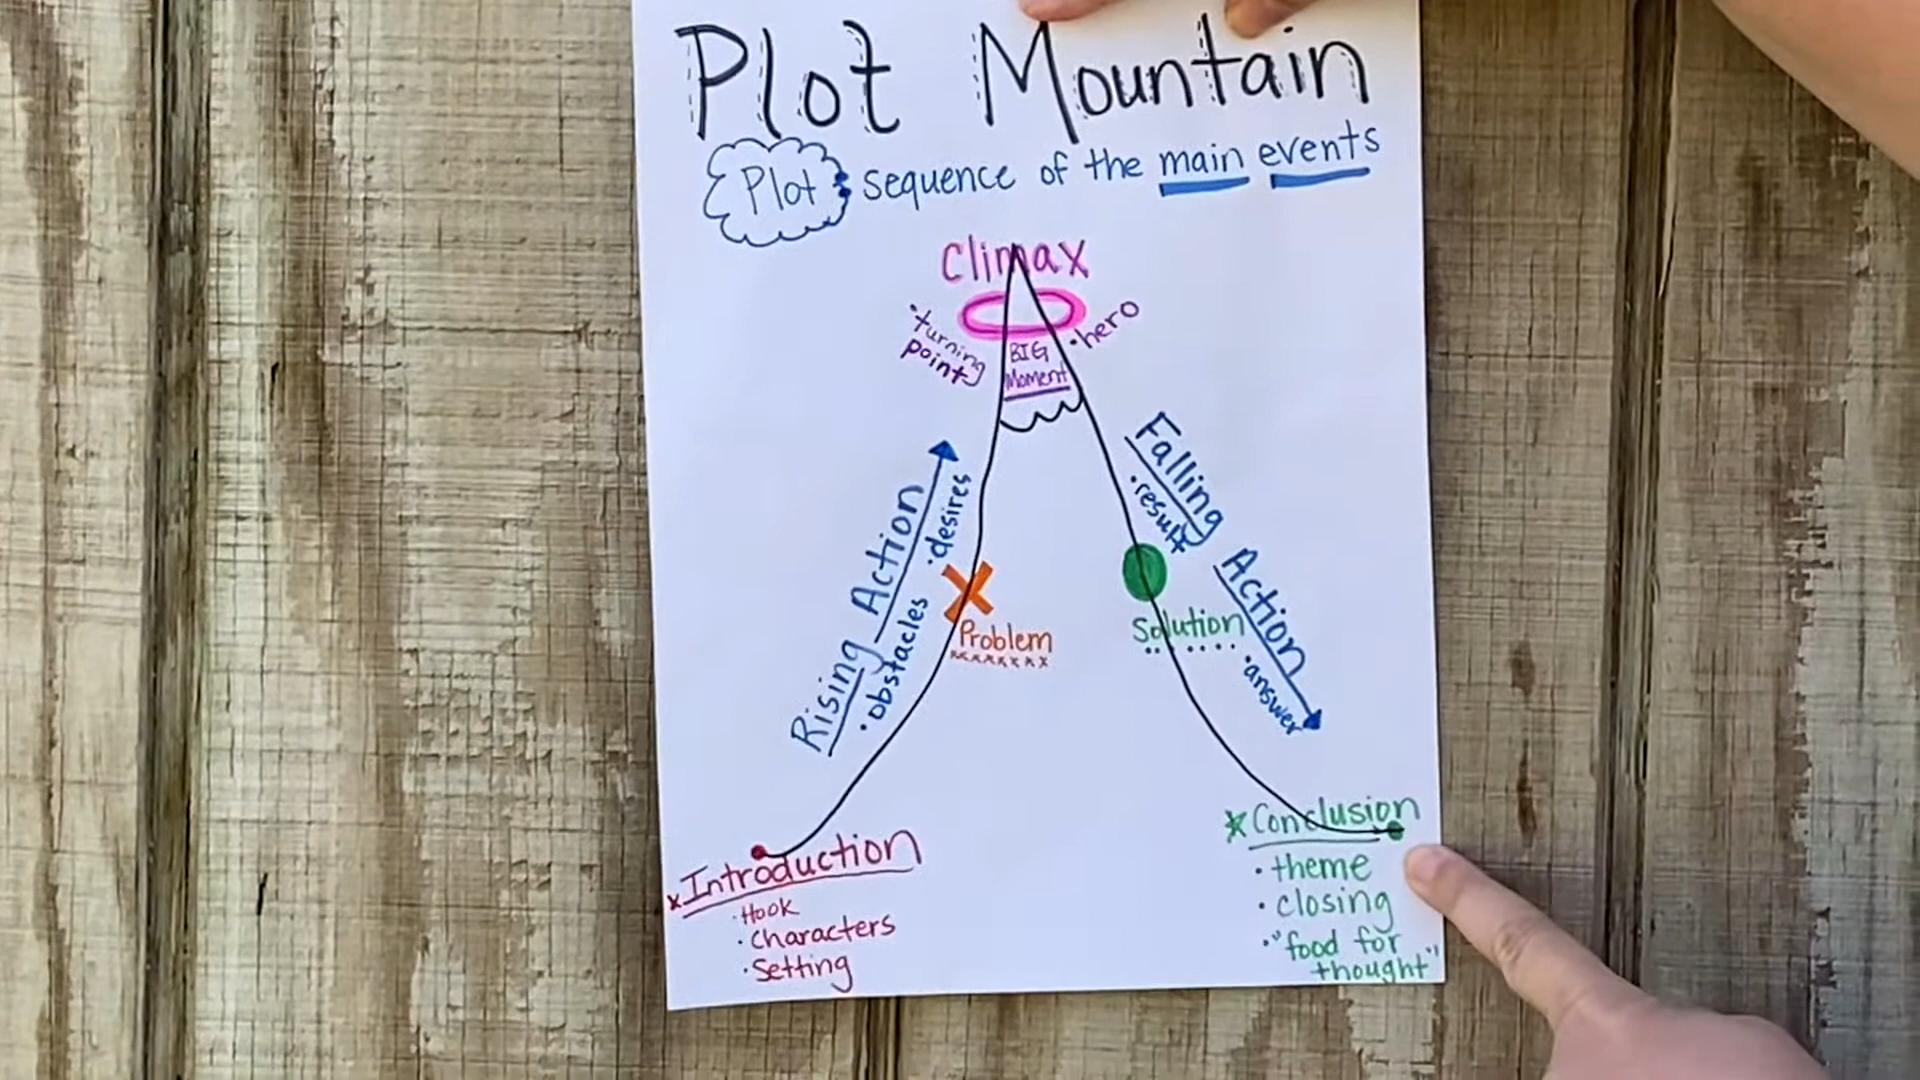 Plot Mountain
Plot: sequence of the main events
Climax
• turning
point
BIG
Moment
• hero
Rising Action
• obstacles • desires
X
Problem
xxxxxxx
Falling Action
• result • answer
Solution
x Introduction
· Hook
· Characters
· Setting
x Conclusion
· theme
· closing
· "food for
thought"